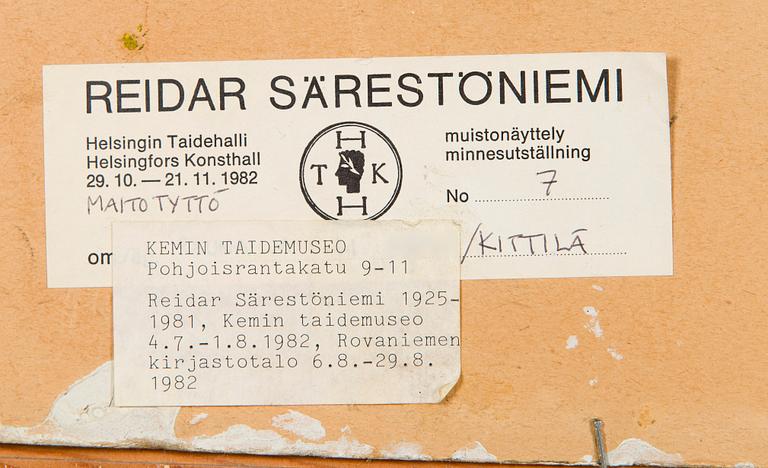 REIDAR SÄRESTÖNIEMI
Helsingin Taidehalli
Helsingfors Konsthall
29. 10. — 21. 11. 1982
MAITOTYTTÖ
H
T K
H
muistonäyttely
minnesutställning
No 7
om
/KITTILÄ
KEMIN TAIDEMUSEO
Pohjoisrantakatu 9-11
Reidar Särestöniemi 1925-
1981, Kemin taidemuseo
4.7.-1.8.1982, Rovaniemen
kirjastotalo 6.8.-29.8.
1982